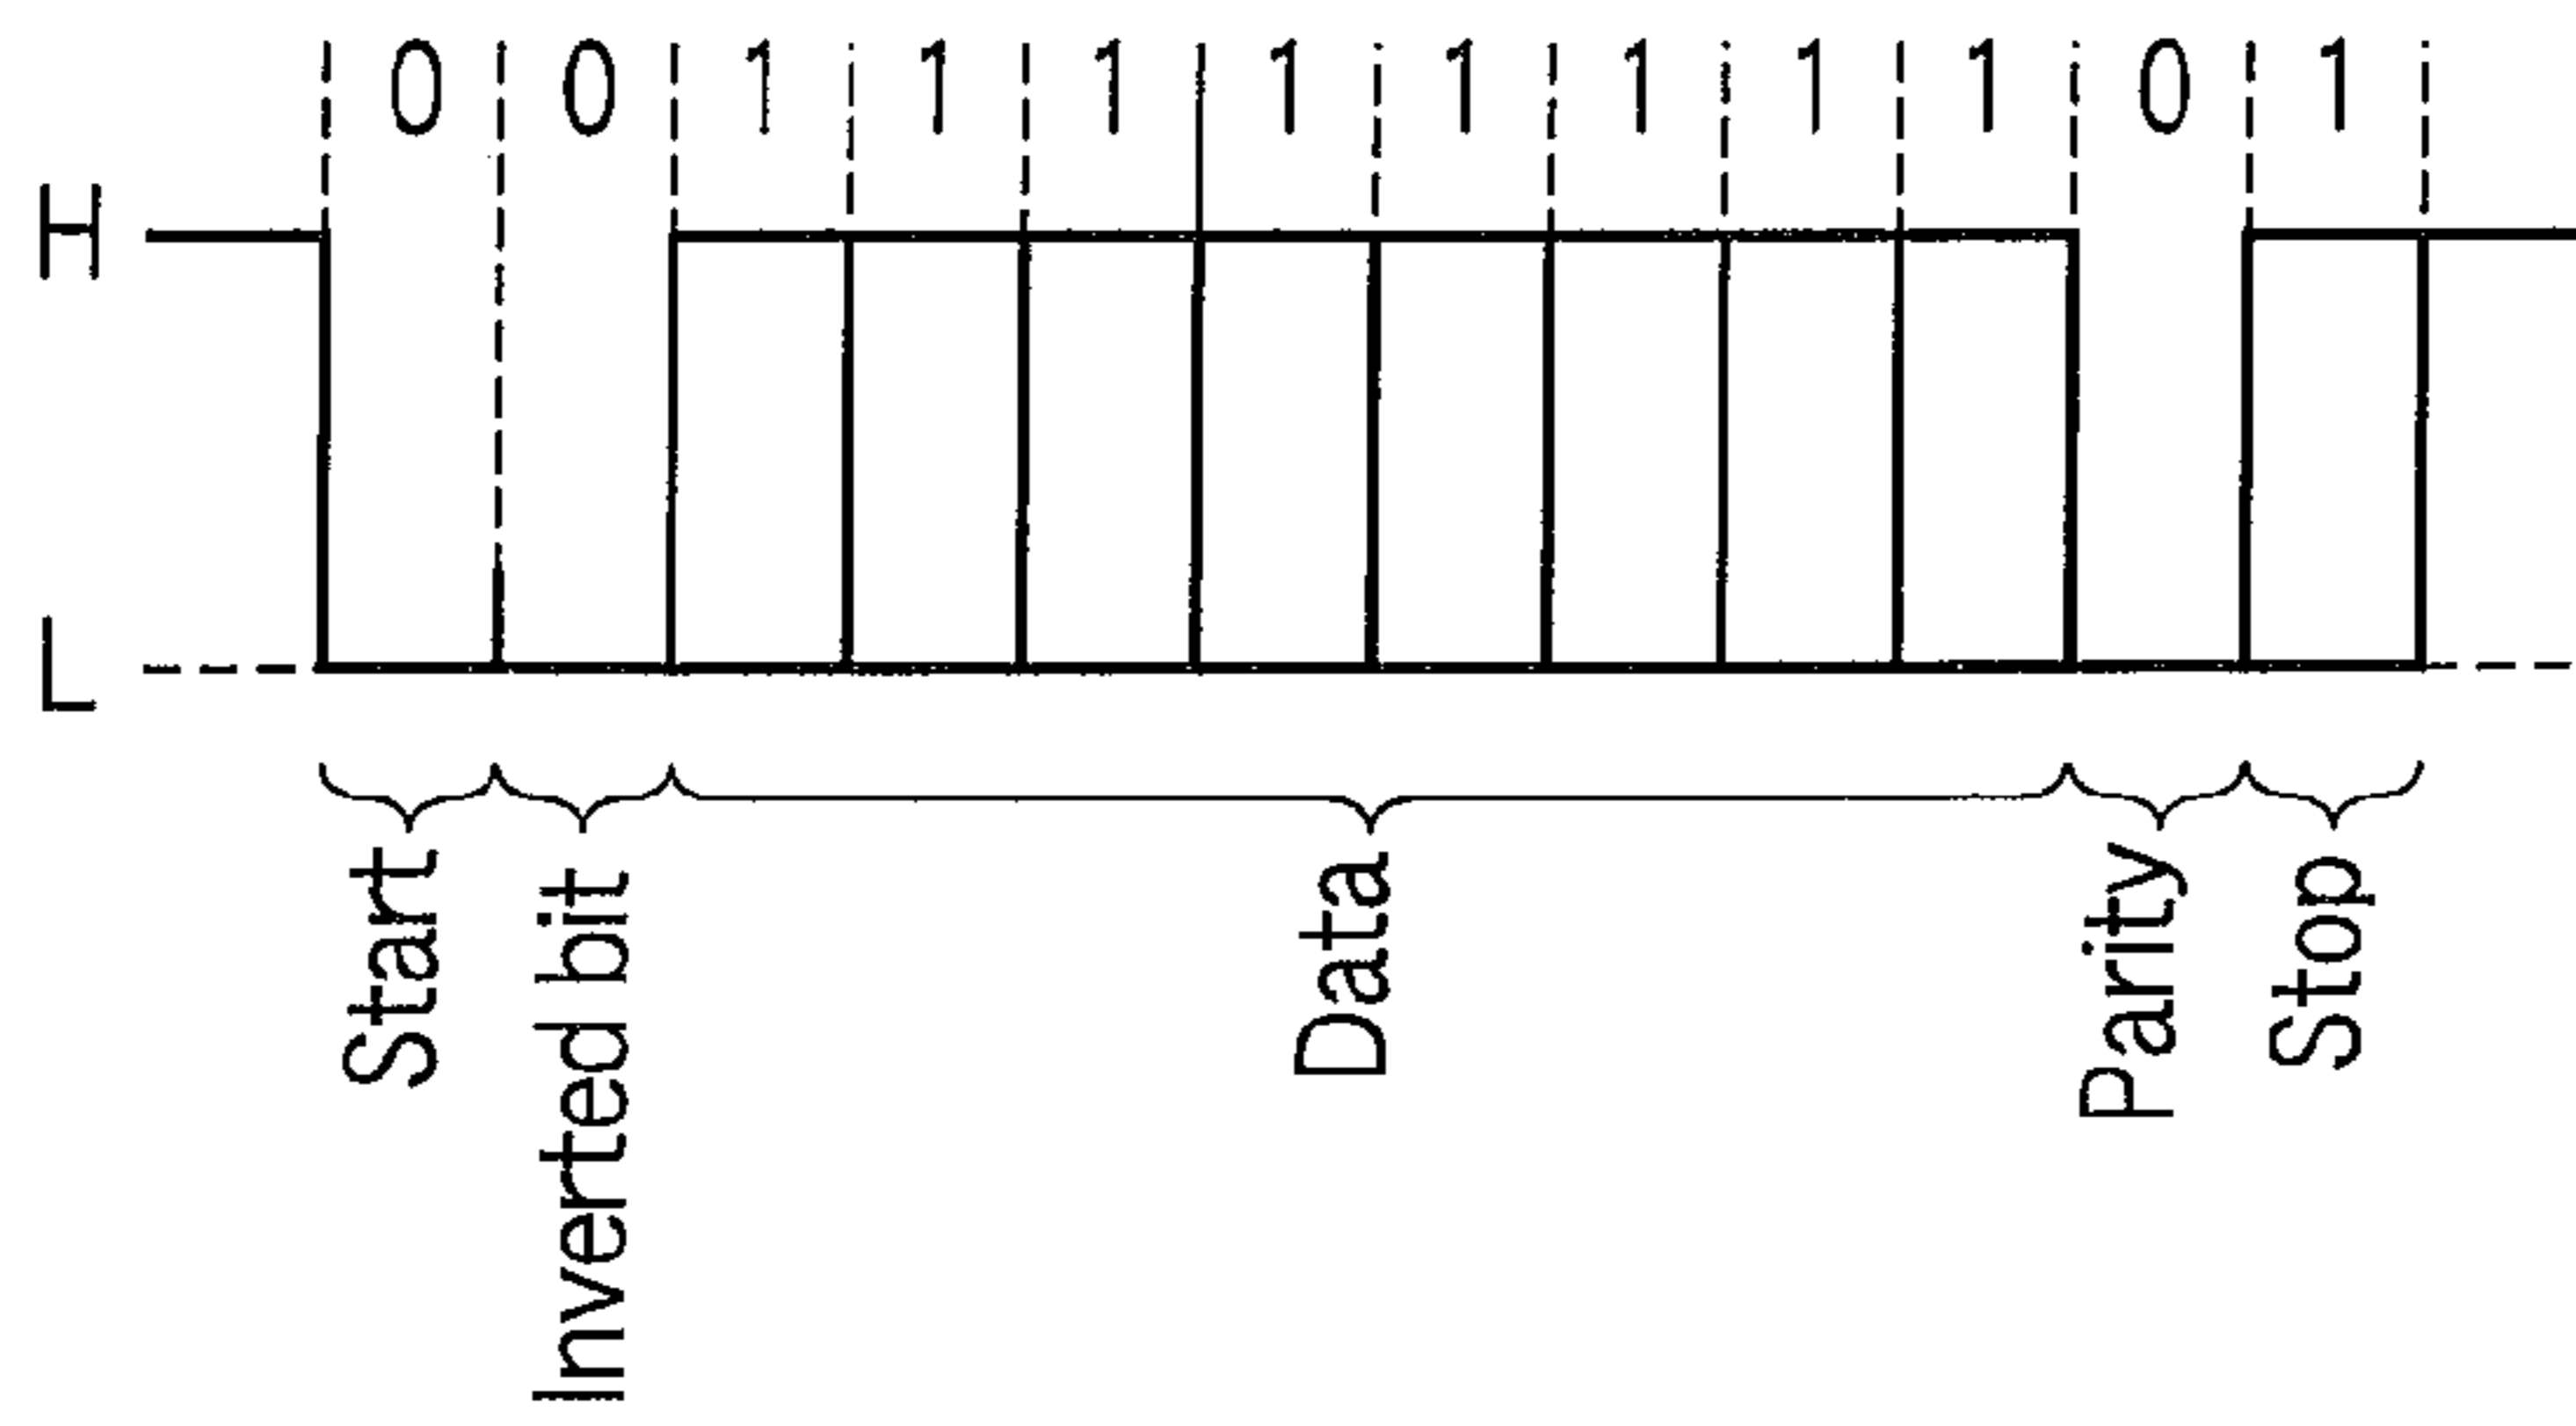 0 0 1 1 1 1 1 1 1 1 0 1
H
L
Start
Inverted bit
Data
Parity
Stop